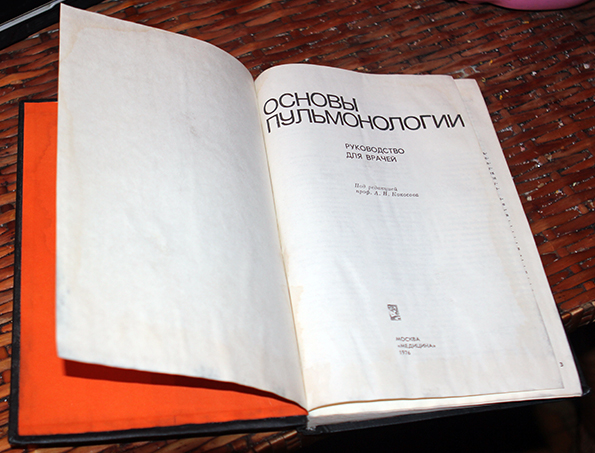 ОСНОВЫ
ПУЛЬМОНОЛОГИИ
РУКОВОДСТВО
ДЛЯ ВРАЧЕЙ
Под редакцией
проф. А. Н. Кокосова
МОСКВА
«МЕДИЦИНА»
1976